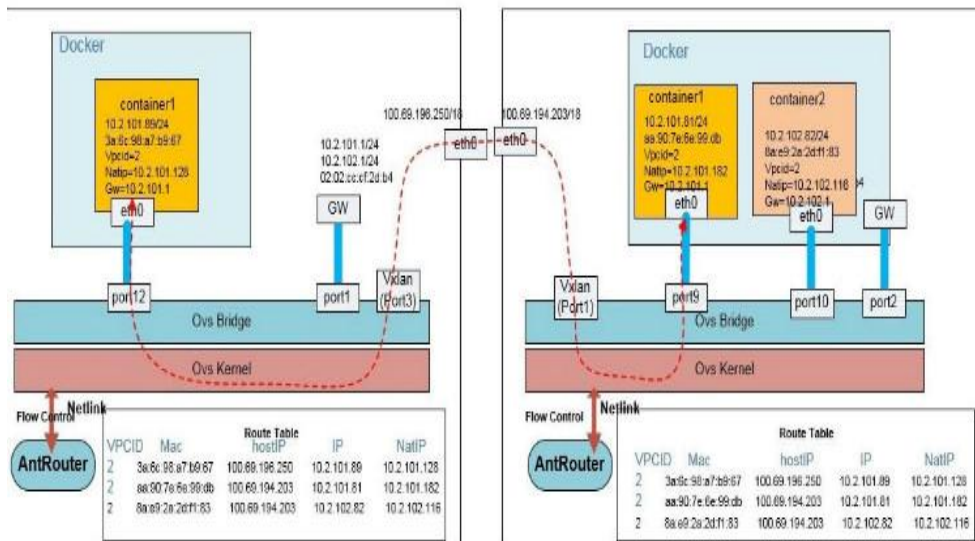 Docker
container1
10.2.101.89/24
3a:6c:98:a7:b9:67
Vpcid=2
Natip=10.2.101.128
Gw=10.2.101.1
eth0
10.2.101.1/24
10.2.102.1/24
02:02:cc:cf:2d:b4
GW
port12
port1
Vxlan
(Port3)
Ovs Bridge
Ovs Kernel
Flow Control
Netlink
AntRouter
Route Table
VPCID Mac hostIP IP NatIP
2 3a:6c:98:a7:b9:67 100.69.196.250 10.2.101.89 10.2.101.128
2 aa:90:7e:6e:99:db 100.69.194.203 10.2.101.81 10.2.101.182
2 8a:e9:2a:2d:f1:83 100.69.194.203 10.2.102.82 10.2.102.116
100.69.196.250/18
eth0
100.69.194.203/18
eth0
Docker
container1
10.2.101.81/24
aa:90:7e:6e:99:db
Vpcid=2
Natip=10.2.101.182
Gw=10.2.101.1
eth0
container2
10.2.102.82/24
8a:e9:2a:2d:f1:83
Vpcid=2
Natip=10.2.102.116
Gw=10.2.102.1
eth0
GW
Vxlan
(Port1)
port9
port10
port2
Ovs Bridge
Ovs Kernel
Flow Control
Netlink
AntRouter
Route Table
VPCID Mac hostIP IP NatIP
2 3a:6c:98:a7:b9:67 100.69.196.250 10.2.101.89 10.2.101.128
2 aa:90:7e:6e:99:db 100.69.194.203 10.2.101.81 10.2.101.182
2 8a:e9:2a:2d:f1:83 100.69.194.203 10.2.102.82 10.2.102.116